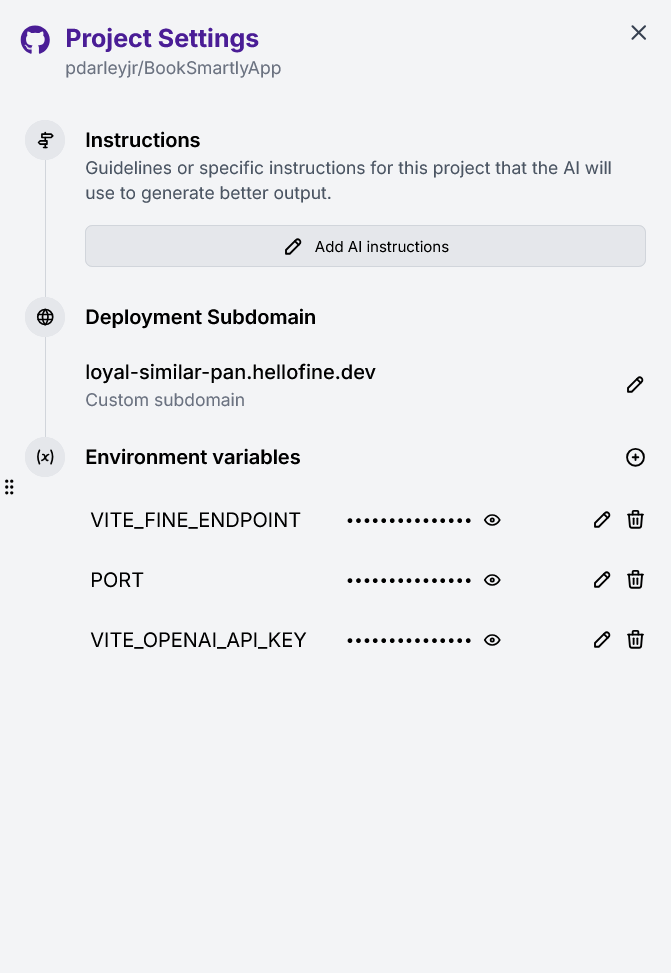 Project Settings
pdarleyjr/BookSmartlyApp
Instructions
Guidelines or specific instructions for this project that the AI will
use to generate better output.
Add AI instructions
Deployment Subdomain
loyal-similar-pan.hellofine.dev
Custom subdomain
(x) Environment variables
VITE_FINE_ENDPOINT •••••••••••••••
PORT •••••••••••••••
VITE_OPENAI_API_KEY •••••••••••••••